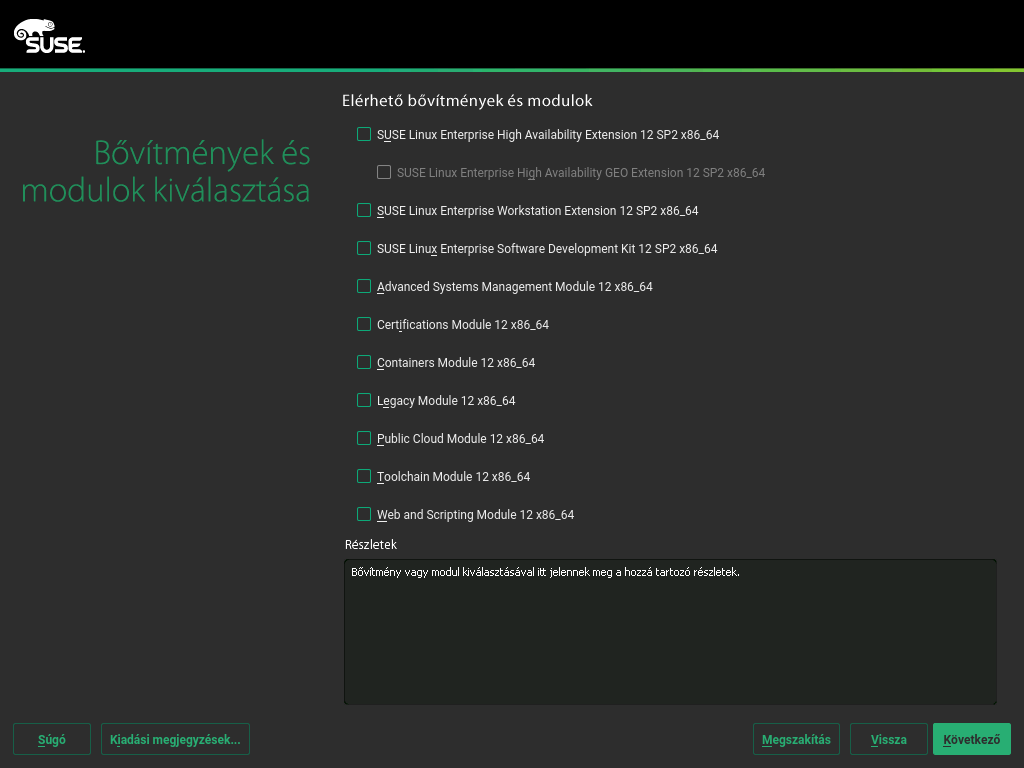 SUSE.
Elérhető bővítmények és modulok
Bővítmények és
modulok kiválasztása
SUSE Linux Enterprise High Availability Extension 12 SP2 x86_64
SUSE Linux Enterprise High Availability GEO Extension 12 SP2 x86_64
SUSE Linux Enterprise Workstation Extension 12 SP2 x86_64
SUSE Linux Enterprise Software Development Kit 12 SP2 x86_64
Advanced Systems Management Module 12 x86_64
Certifications Module 12 x86_64
Containers Module 12 x86_64
Legacy Module 12 x86_64
Public Cloud Module 12 x86_64
Toolchain Module 12 x86_64
Web and Scripting Module 12 x86_64
Részletek
Bővítmény vagy modul kiválasztásával itt jelennek meg a hozzá tartozó részletek.
Súgó
Kiadási megjegyzések...
Megszakítás
Vissza
Következő